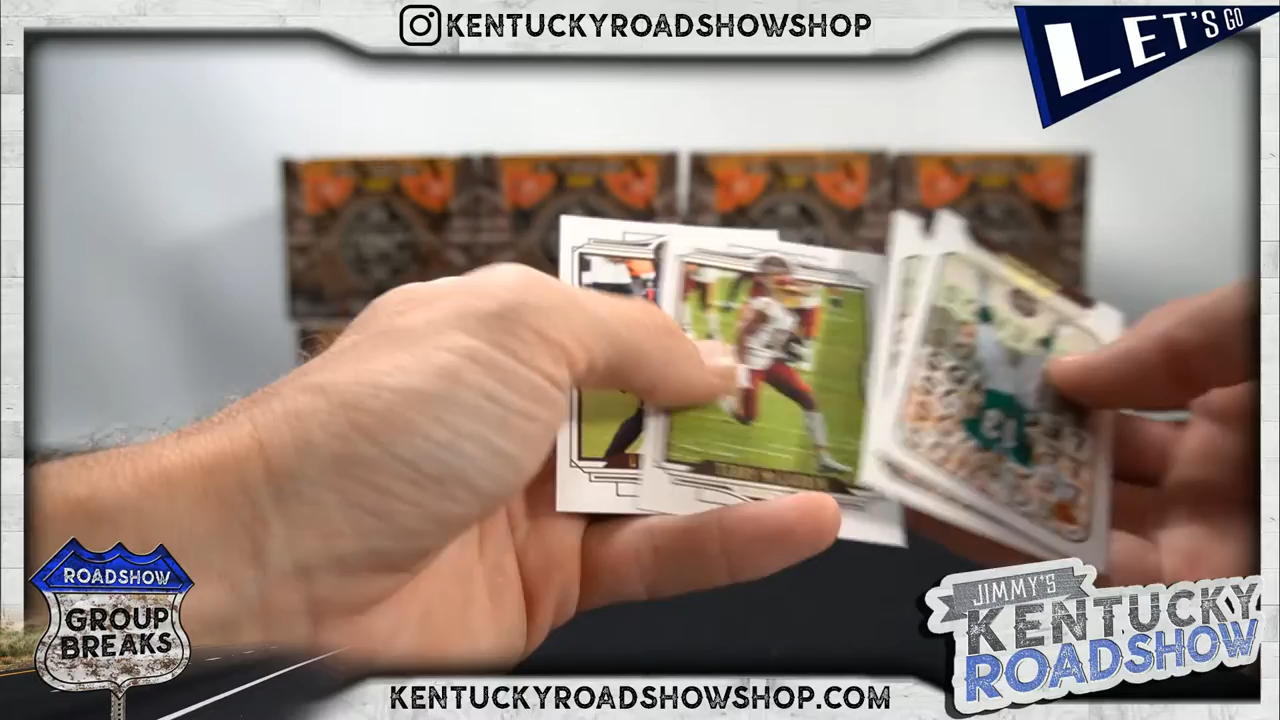 KENTUCKYROADSHOWSHOP
LET'S GO
ROADSHOW
GROUP
BREAKS
JIMMY'S
KENTUCKY
ROADSHOW
KENTUCKYROADSHOWSHOP.COM